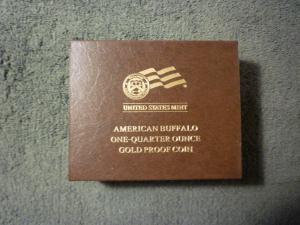 UNITED STATES MINT
AMERICAN BUFFALO
ONE-QUARTER OUNCE
GOLD PROOF COIN